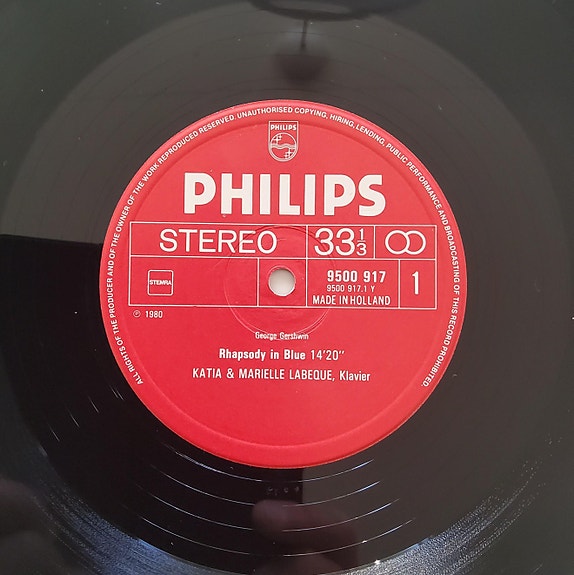 ALL RIGHTS OF THE PRODUCER AND OF THE OWNER OF THE WORK REPRODUCED RESERVED. UNAUTHORISED COPYING, HIRING, LENDING, PUBLIC PERFORMANCE AND BROADCASTING OF THIS RECORD PROHIBITED.
PHILIPS
PHILIPS
STEREO 33 1/3
STEMRA
9500 917
9500 917.1 Y
MADE IN HOLLAND
1
℗ 1980
George Gershwin
Rhapsody in Blue 14'20"
KATIA & MARIELLE LABEQUE, Klavier